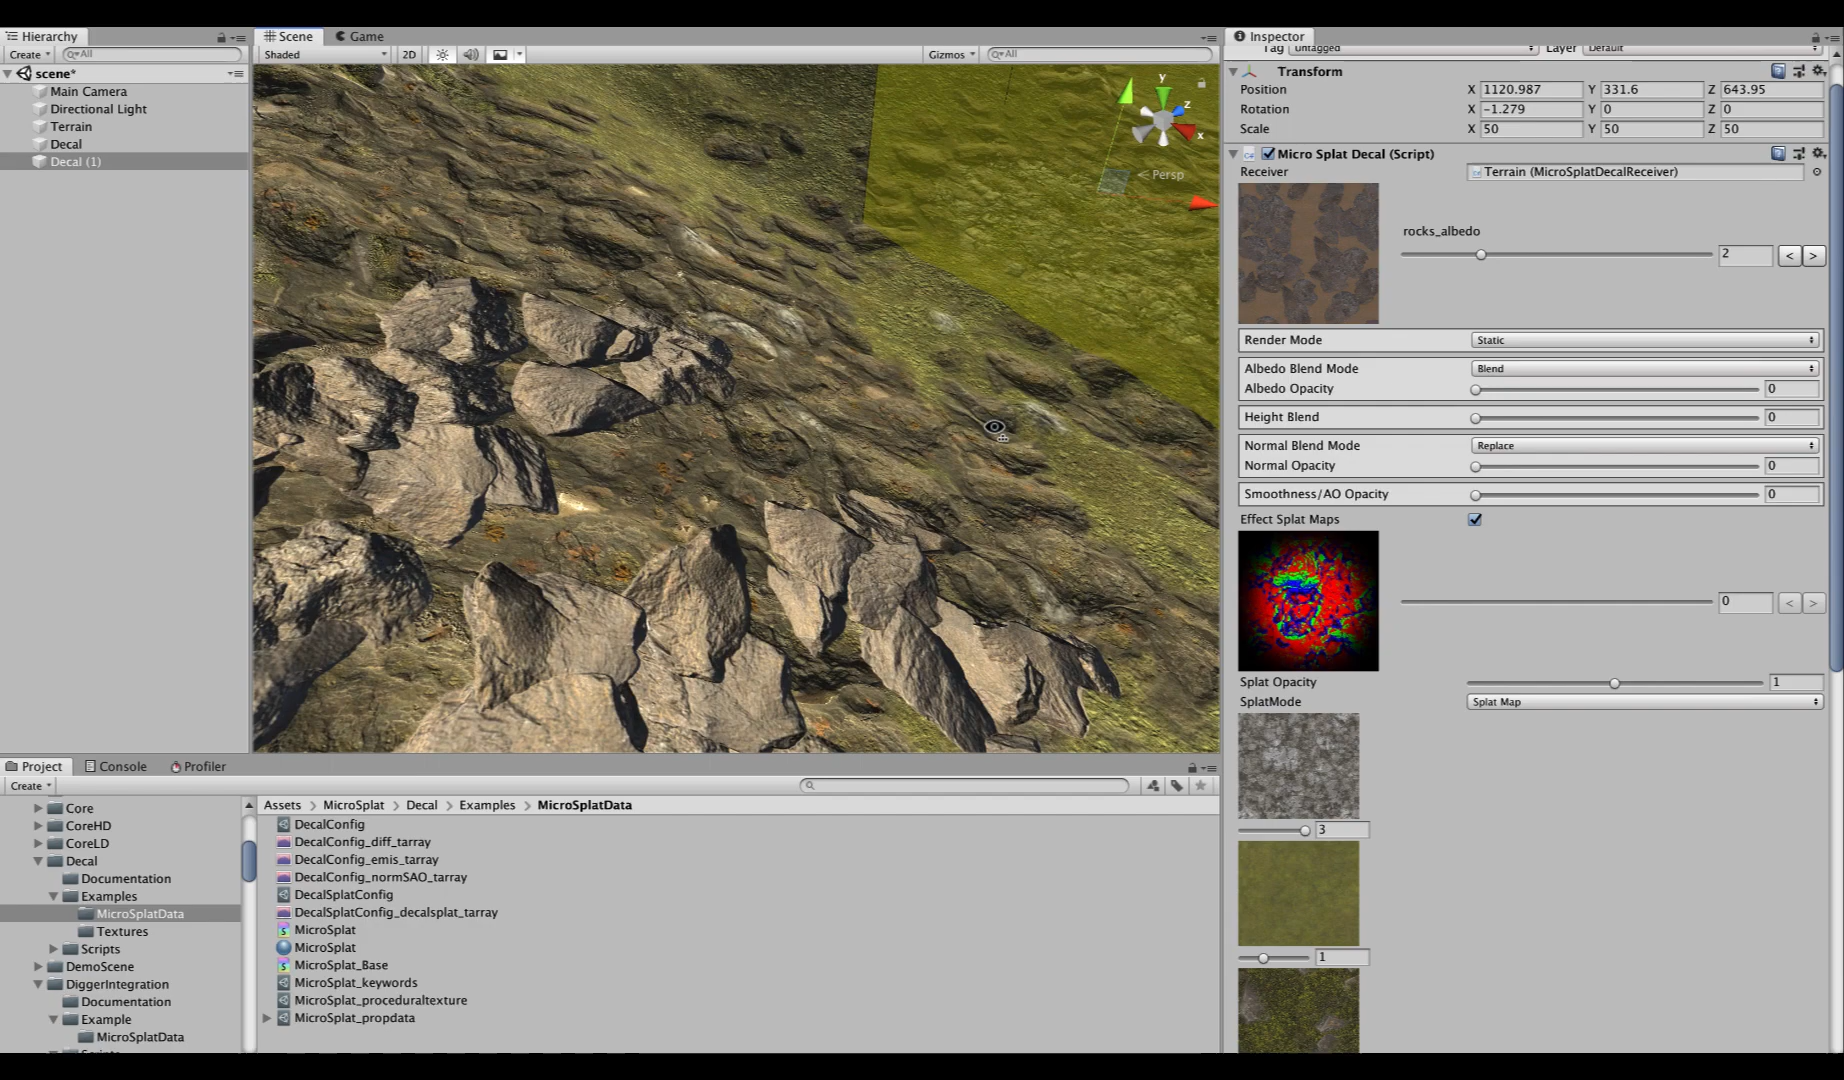 Hierarchy
Create
All
scene*
Main Camera
Directional Light
Terrain
Decal
Decal (1)
Scene
Game
Shaded
2D
Gizmos
All
y
z
x
Persp
Inspector
Tag Untagged Layer Default
Transform
Position X 1120.987 Y 331.6 Z 643.95
Rotation X -1.279 Y 0 Z 0
Scale X 50 Y 50 Z 50
Micro Splat Decal (Script)
Receiver Terrain (MicroSplatDecalReceiver)
rocks_albedo
2 < >
Render Mode Static
Albedo Blend Mode Blend
Albedo Opacity 0
Height Blend 0
Normal Blend Mode Replace
Normal Opacity 0
Smoothness/AO Opacity 0
Effect Splat Maps
0 < >
Splat Opacity 1
SplatMode Splat Map
3
1
Project
Console
Profiler
Create
Core
CoreHD
CoreLD
Decal
Documentation
Examples
MicroSplatData
Textures
Scripts
DemoScene
DiggerIntegration
Documentation
Example
MicroSplatData
Assets > MicroSplat > Decal > Examples > MicroSplatData
DecalConfig
DecalConfig_diff_tarray
DecalConfig_emis_tarray
DecalConfig_normSAO_tarray
DecalSplatConfig
DecalSplatConfig_decalsplat_tarray
MicroSplat
MicroSplat
MicroSplat_Base
MicroSplat_keywords
MicroSplat_proceduraltexture
MicroSplat_propdata